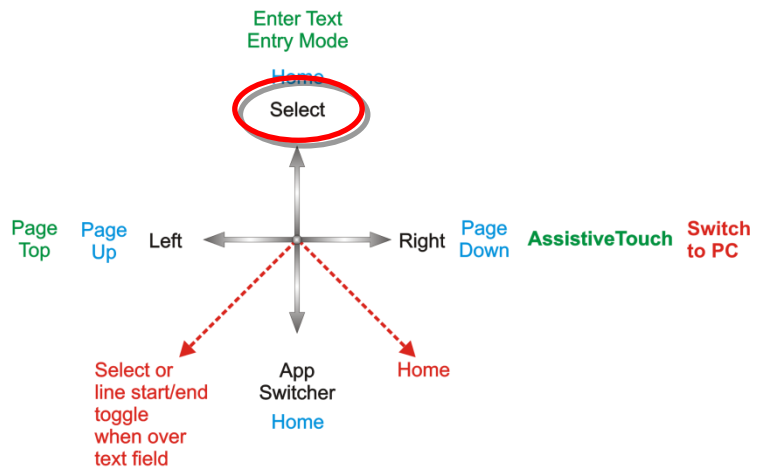 Enter Text
Entry Mode
Home
Select
Page
Top
Page
Up
Left
Right
Page
Down
AssistiveTouch
Switch
to PC
Select or
line start/end
toggle
when over
text field
App
Switcher
Home
Home